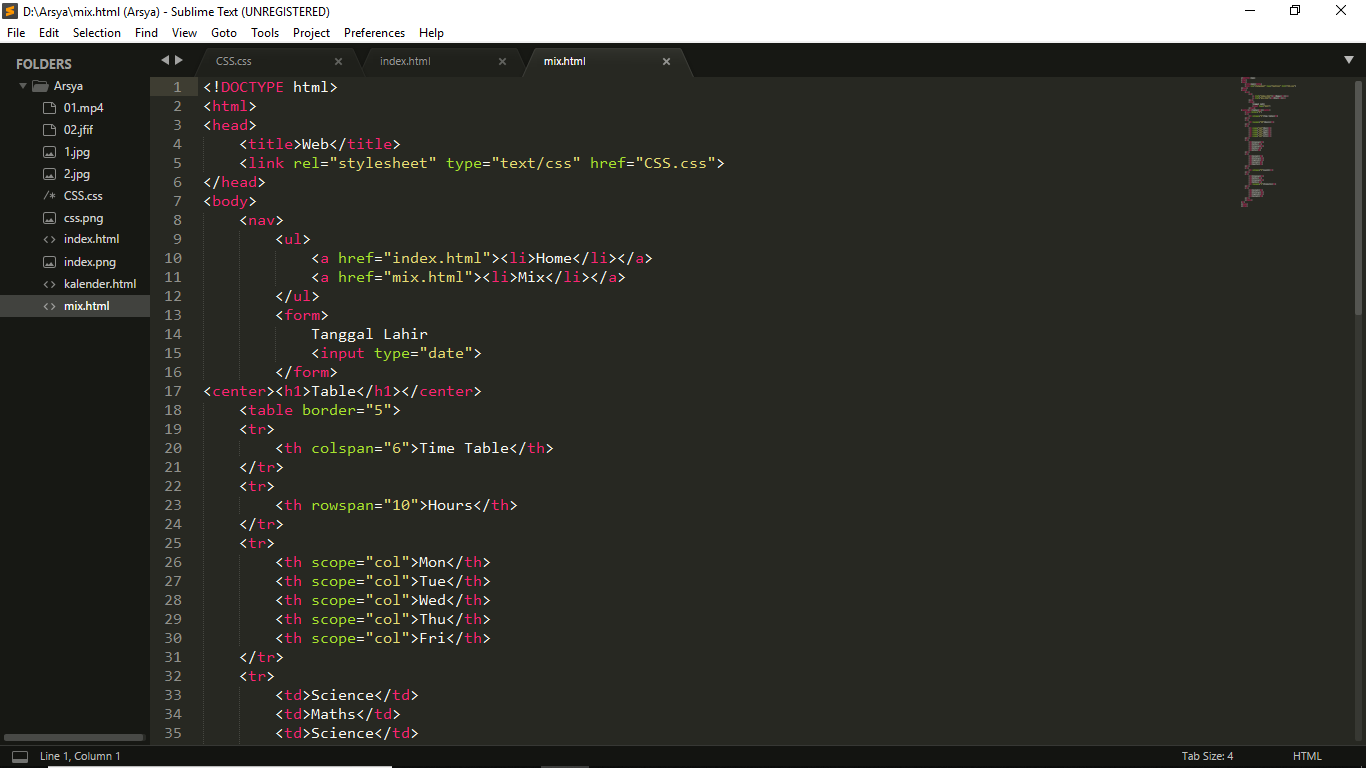 D:\Arsya\mix.html (Arsya) - Sublime Text (UNREGISTERED)
File Edit Selection Find View Goto Tools Project Preferences Help
FOLDERS
Arsya
01.mp4
02.jfif
1.jpg
2.jpg
/* CSS.css
css.png
<> index.html
index.png
<> kalender.html
<> mix.html
CSS.css × index.html × mix.html ×
1 <!DOCTYPE html>
2 <html>
3 <head>
4 <title>Web</title>
5 <link rel="stylesheet" type="text/css" href="CSS.css">
6 </head>
7 <body>
8 <nav>
9 <ul>
10 <a href="index.html"><li>Home</li></a>
11 <a href="mix.html"><li>Mix</li></a>
12 </ul>
13 <form>
14 Tanggal Lahir
15 <input type="date">
16 </form>
17 <center><h1>Table</h1></center>
18 <table border="5">
19 <tr>
20 <th colspan="6">Time Table</th>
21 </tr>
22 <tr>
23 <th rowspan="10">Hours</th>
24 </tr>
25 <tr>
26 <th scope="col">Mon</th>
27 <th scope="col">Tue</th>
28 <th scope="col">Wed</th>
29 <th scope="col">Thu</th>
30 <th scope="col">Fri</th>
31 </tr>
32 <tr>
33 <td>Science</td>
34 <td>Maths</td>
35 <td>Science</td>
Line 1, Column 1 Tab Size: 4 HTML